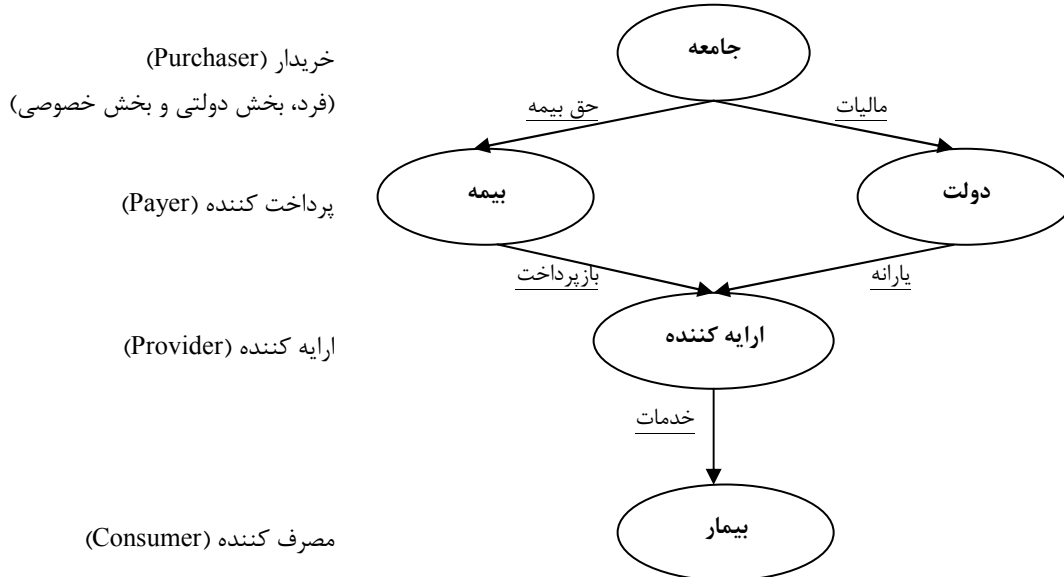 جامعه
خریدار (Purchaser)
(فرد، بخش دولتی و بخش خصوصی)
مالیات
حق بیمه
دولت
بیمه
پرداخت کننده (Payer)
یارانه
بازپرداخت
ارایه کننده
ارایه کننده (Provider)
خدمات
بیمار
مصرف کننده (Consumer)